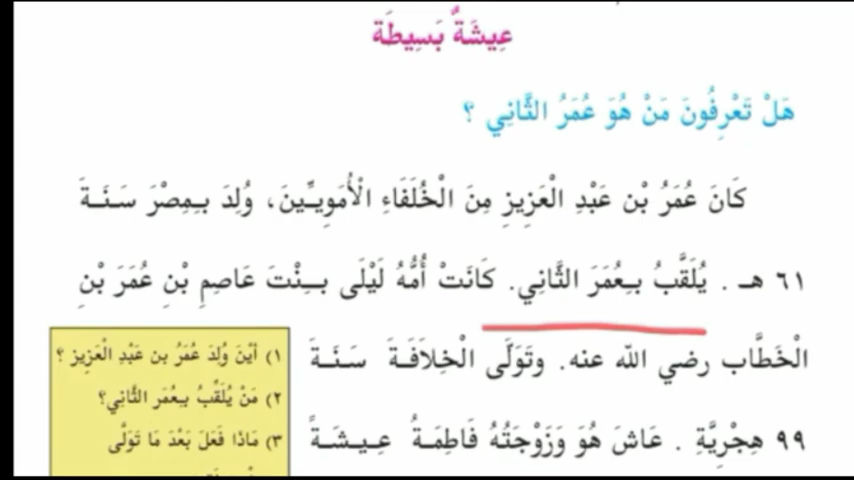 عِيشَةٌ بَسِيطَة
هَلْ تَعْرِفُونَ مَنْ هُوَ عُمَرُ الثَّانِي ؟
كَانَ عُمَرُ بْن عَبْدِ الْعَزِيزِ مِنَ الْخُلَفَاءِ الْأُمَوِيِّينَ، وُلِدَ بِمِصْرَ سَنَةَ
٦١ هـ . يُلَقَّبُ بِعُمَرَ الثَّانِي. كَانَتْ أُمُّهُ لَيْلَى بِنْتَ عَاصِمِ بْنِ عُمَرَ بْنِ
الْخَطَّاب رضي الله عنه. وتَوَلَّى الْخِلَافَةَ سَنَةَ
٩٩ هِجْرِيَّةِ . عَاشَ هُوَ وَزَوْجَتُهُ فَاطِمَةُ عِيشَةً
١) أَيْنَ وُلِدَ عُمَرُ بن عَبْدِ الْعَزِيز ؟
٢) مَنْ يُلَقَّبُ بِعُمَرَ الثَّانِي؟
٣) مَاذَا فَعَلَ بَعْدَ مَا تَوَلَّى